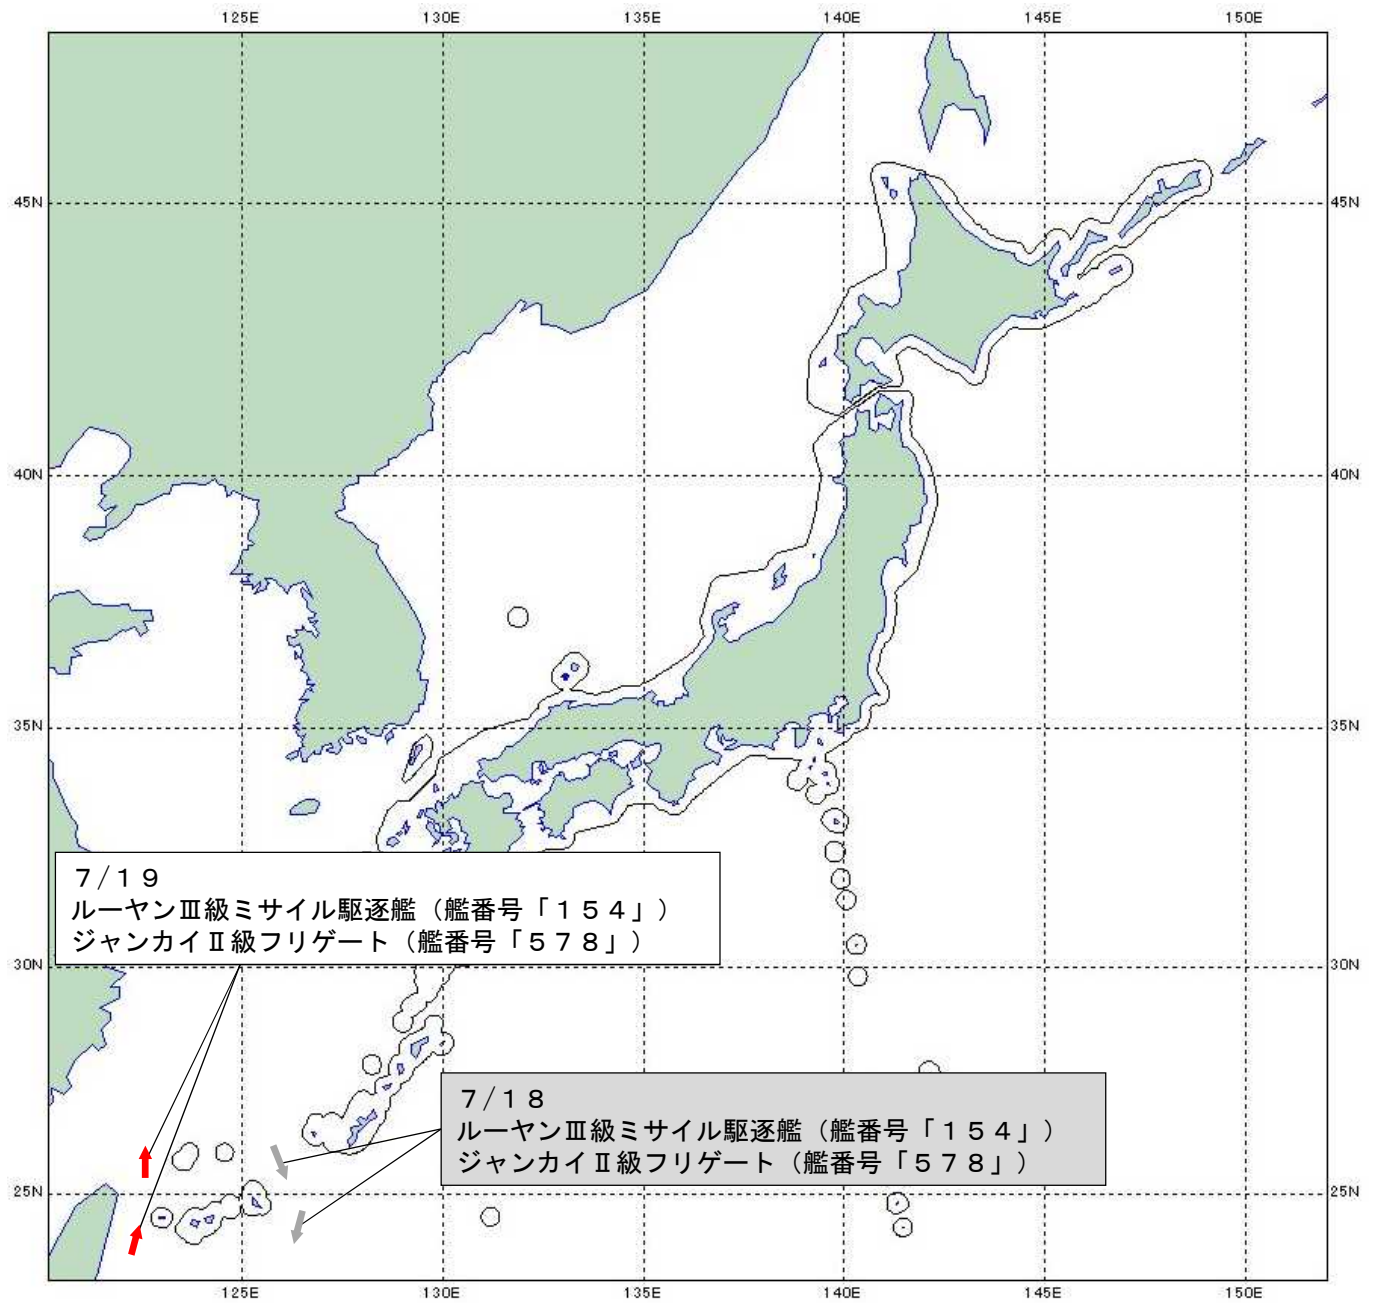 125E 130E 135E 140E 145E 150E
45N 45N
40N 40N
35N 35N
７/１９
ルーヤンⅢ級ミサイル駆逐艦（艦番号「１５４」）
ジャンカイⅡ級フリゲート（艦番号「５７８」）
30N 30N
７/１８
ルーヤンⅢ級ミサイル駆逐艦（艦番号「１５４」）
ジャンカイⅡ級フリゲート（艦番号「５７８」）
25N 25N
125E 130E 135E 140E 145E 150E